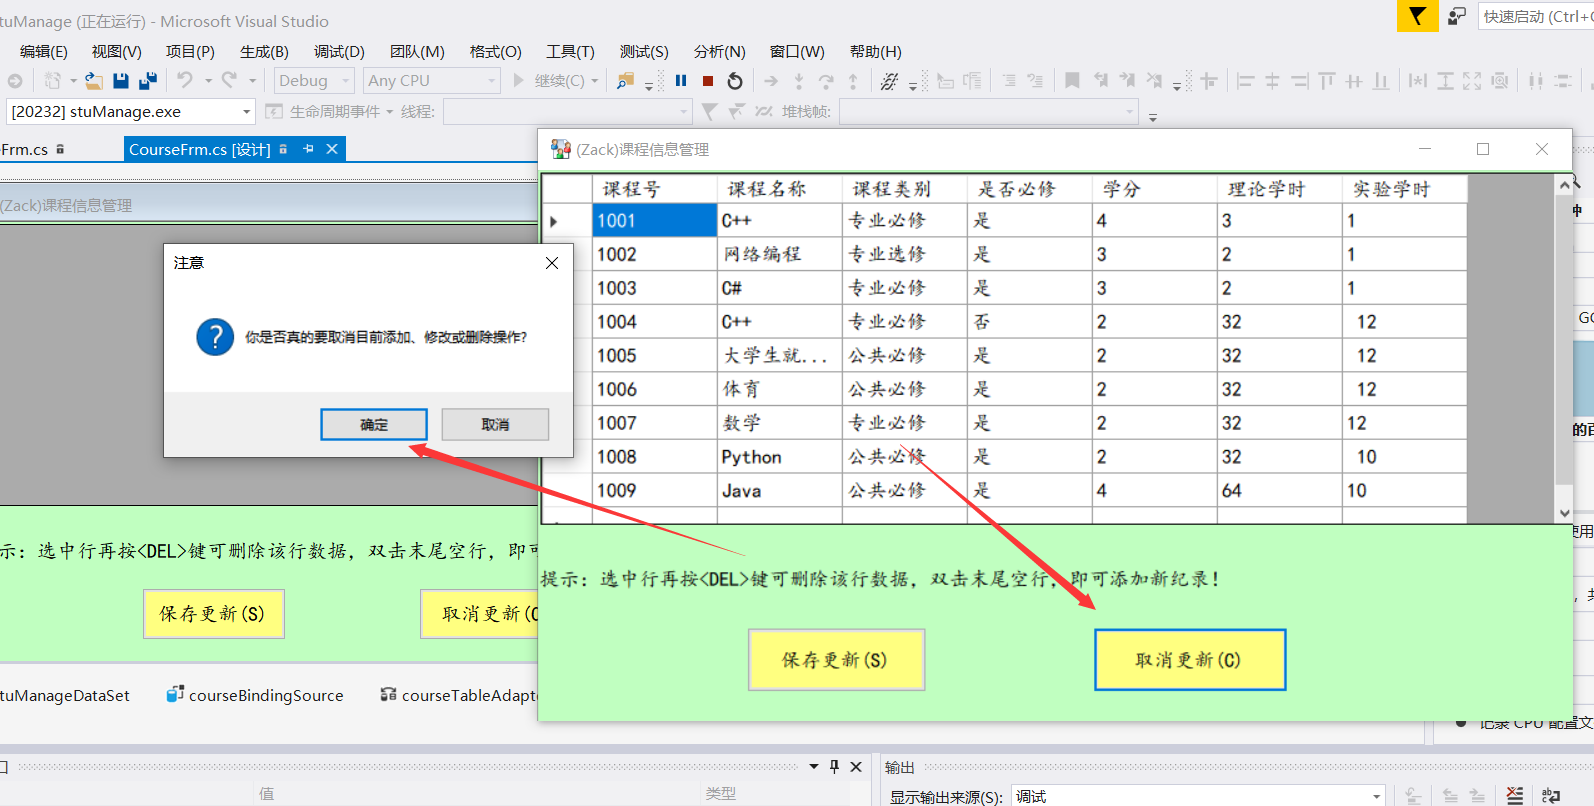 tuManage (正在运行) - Microsoft Visual Studio
快速启动 (Ctrl+
编辑(E) 视图(V) 项目(P) 生成(B) 调试(D) 团队(M) 格式(O) 工具(T) 测试(S) 分析(N) 窗口(W) 帮助(H)
Debug Any CPU 继续(C)
[20232] stuManage.exe 生命周期事件 线程: 堆栈帧:
Frm.cs CourseFrm.cs [设计]
(Zack)课程信息管理
(Zack)课程信息管理
课程号 课程名称 课程类别 是否必修 学分 理论学时 实验学时
1001 C++ 专业必修 是 4 3 1
1002 网络编程 专业选修 是 3 2 1
1003 C# 专业必修 是 3 2 1
1004 C++ 专业必修 否 2 32 12
1005 大学生就... 公共必修 是 2 32 12
1006 体育 公共必修 是 2 32 12
1007 数学 专业必修 是 2 32 12
1008 Python 公共必修 是 2 32 10
1009 Java 公共必修 是 4 64 10
注意
你是否真的要取消目前添加、修改或删除操作?
确定 取消
示: 选中行再按<DEL>键可删除该行数据, 双击末尾空行, 即可
保存更新(S) 取消更新(C
提示: 选中行再按<DEL>键可删除该行数据, 双击末尾空行, 即可添加新纪录!
保存更新(S) 取消更新(C)
tuManageDataSet courseBindingSource courseTableAdapt
钟
GC
的百
使用
记录 CPU 配置文
口
值 类型
输出
显示输出来源(S): 调试